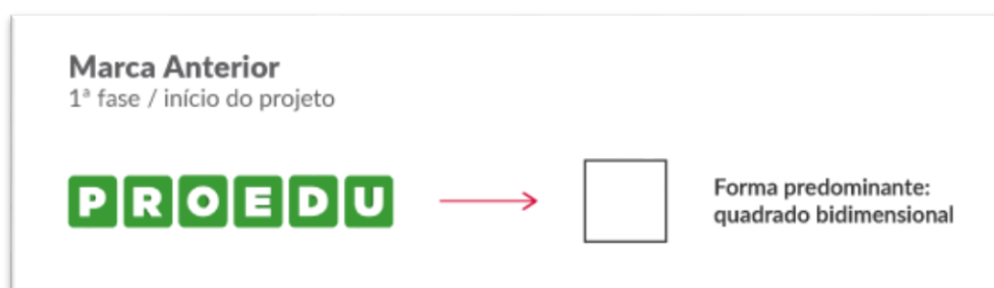 Marca Anterior
1ª fase / início do projeto
PROEDU
Forma predominante:
quadrado bidimensional